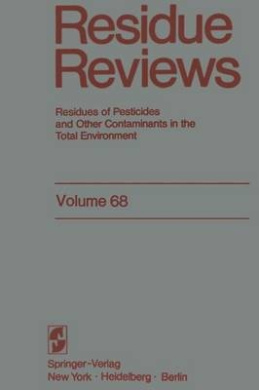 Residue
Reviews
Residues of Pesticides
and Other Contaminants in the
Total Environment
Volume 68
Springer-Verlag
New York · Heidelberg · Berlin